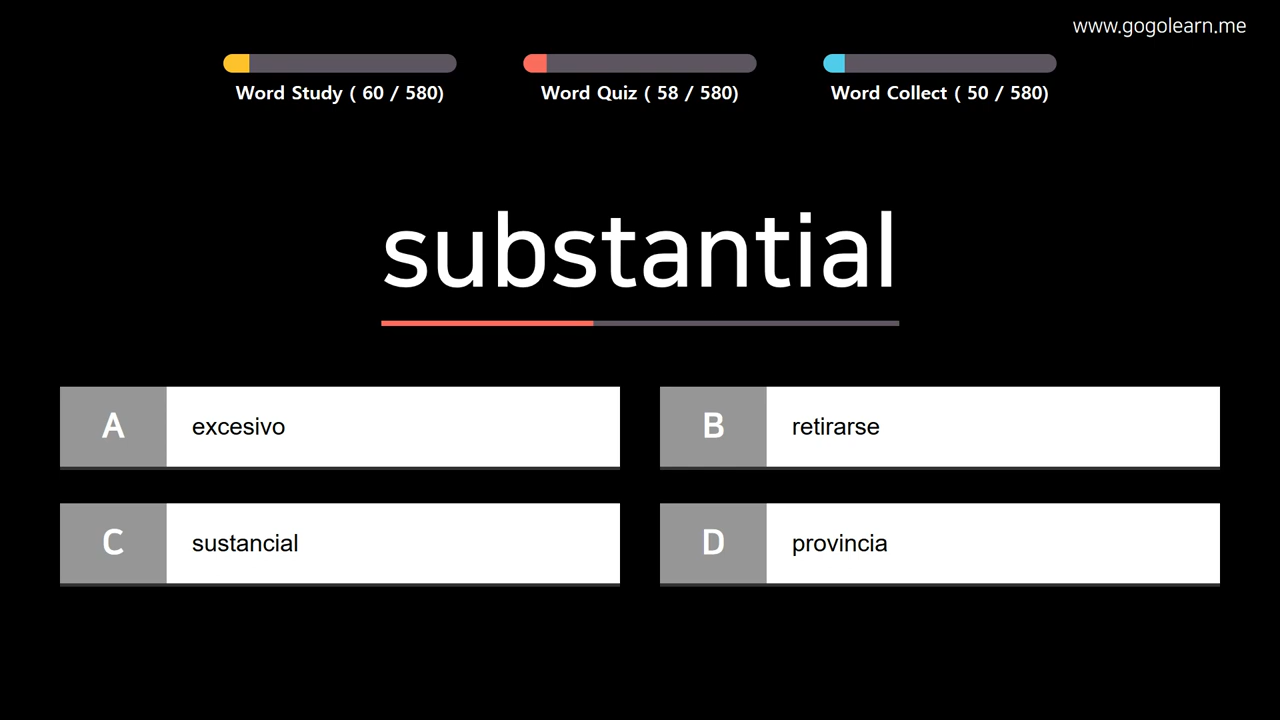 www.gogolearn.me
Word Study ( 60 / 580)
Word Quiz ( 58 / 580)
Word Collect ( 50 / 580)
substantial
A excesivo
B retirarse
C sustancial
D provincia